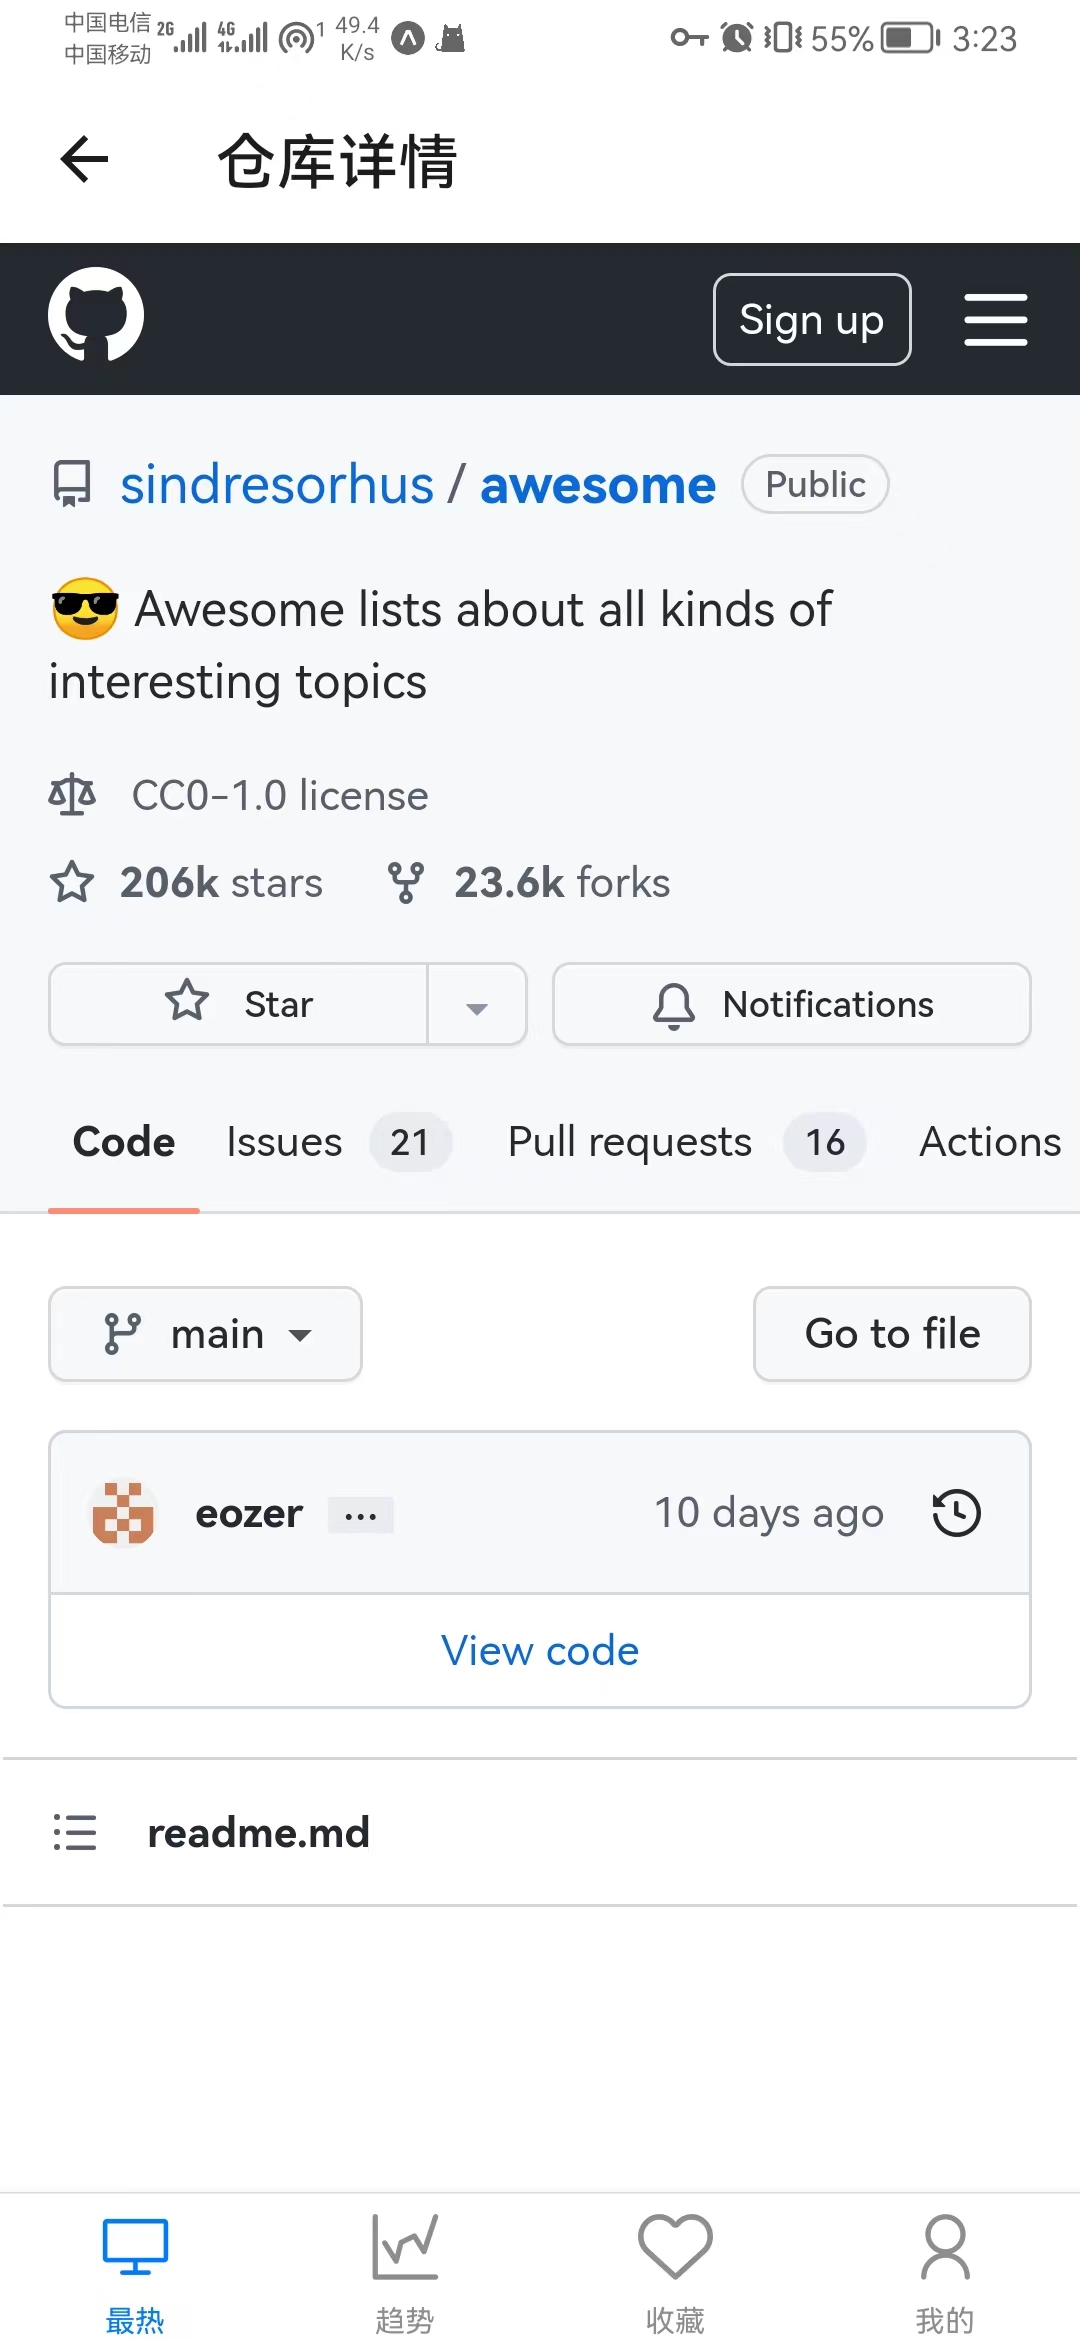 中国电信 2G 4G 1 49.4 K/s 55% 3:23
中国移动
仓库详情
Sign up
sindresorhus / awesome Public
😎 Awesome lists about all kinds of
interesting topics
CC0-1.0 license
206k stars 23.6k forks
Star Notifications
Code Issues 21 Pull requests 16 Actions
main Go to file
eozer ... 10 days ago
View code
readme.md
最热 趋势 收藏 我的